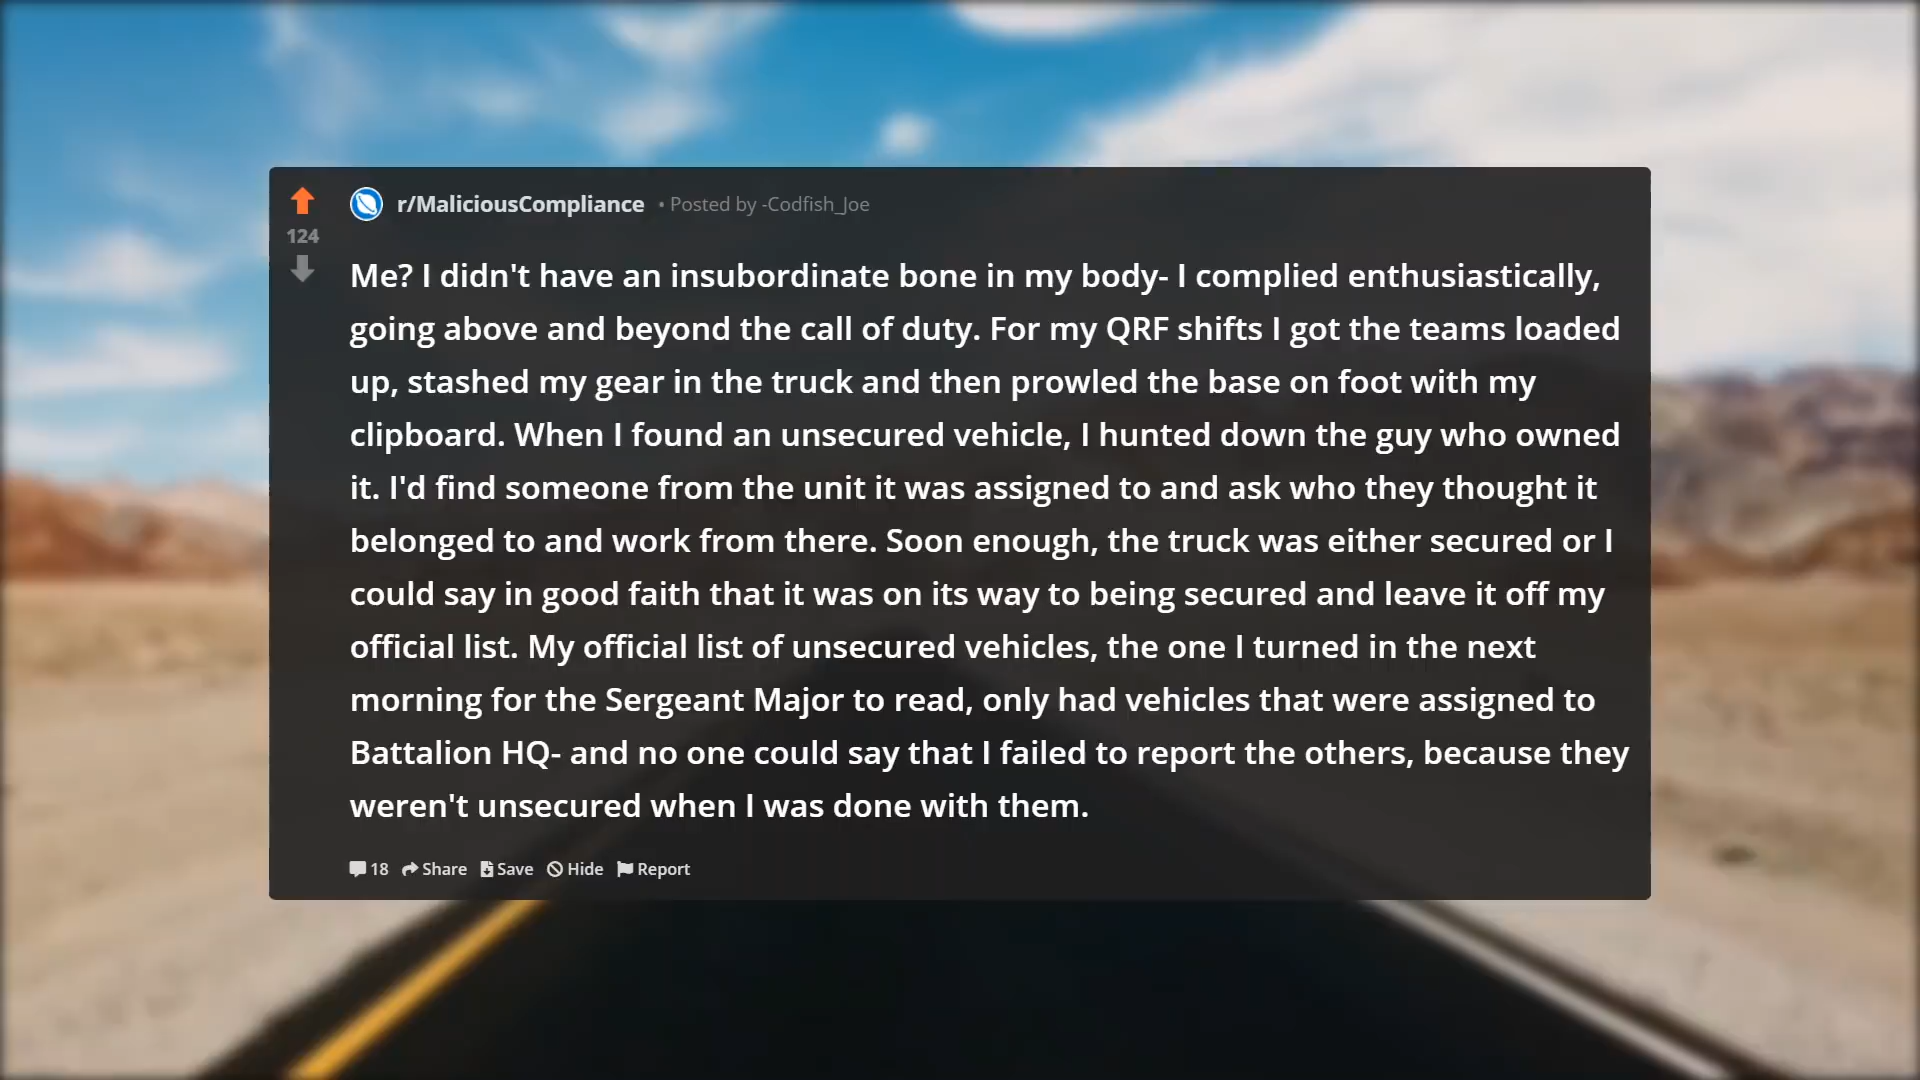 r/MaliciousCompliance • Posted by -Codfish_Joe
124
Me? I didn't have an insubordinate bone in my body- I complied enthusiastically,
going above and beyond the call of duty. For my QRF shifts I got the teams loaded
up, stashed my gear in the truck and then prowled the base on foot with my
clipboard. When I found an unsecured vehicle, I hunted down the guy who owned
it. I'd find someone from the unit it was assigned to and ask who they thought it
belonged to and work from there. Soon enough, the truck was either secured or I
could say in good faith that it was on its way to being secured and leave it off my
official list. My official list of unsecured vehicles, the one I turned in the next
morning for the Sergeant Major to read, only had vehicles that were assigned to
Battalion HQ- and no one could say that I failed to report the others, because they
weren't unsecured when I was done with them.
18 Share Save Hide Report